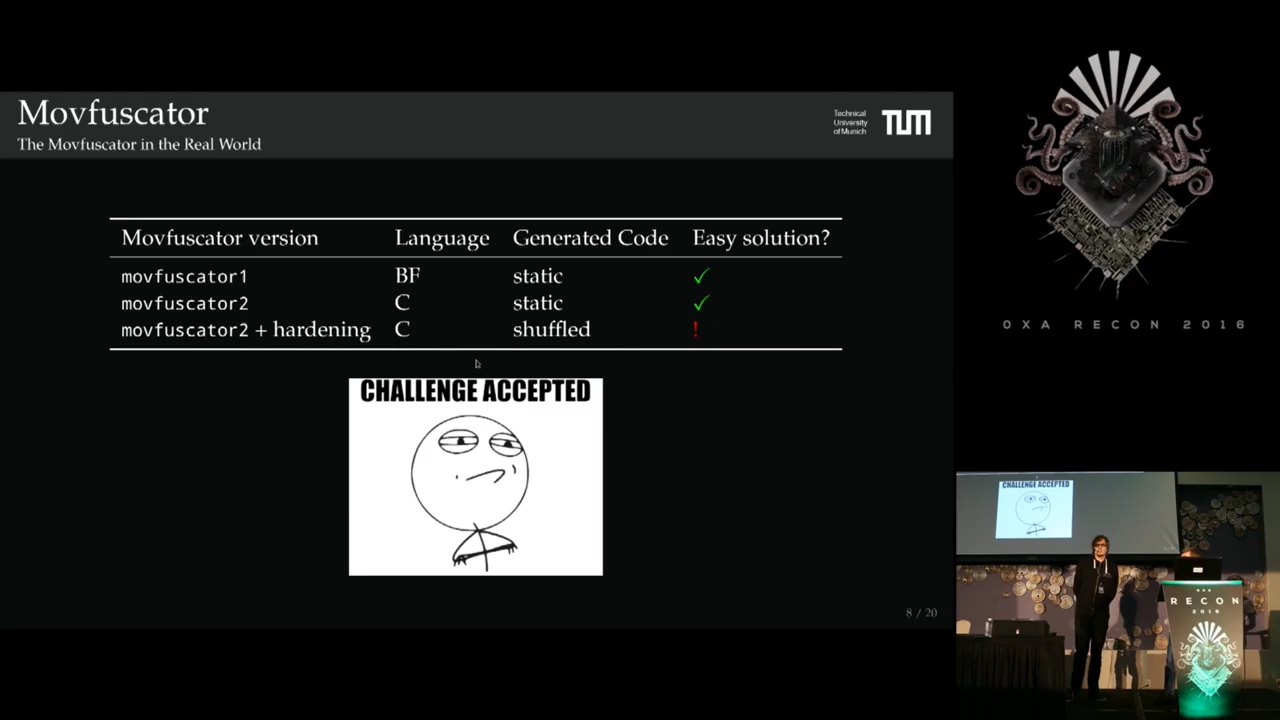 Movfuscator
The Movfuscator in the Real World
Technical
University
of Munich
TUM
Movfuscator version Language Generated Code Easy solution?
movfuscator1 BF static ✓
movfuscator2 C static ✓
movfuscator2 + hardening C shuffled !
CHALLENGE ACCEPTED
8 / 20
0XA RECON 2016
CHALLENGE ACCEPTED
RECON
2016